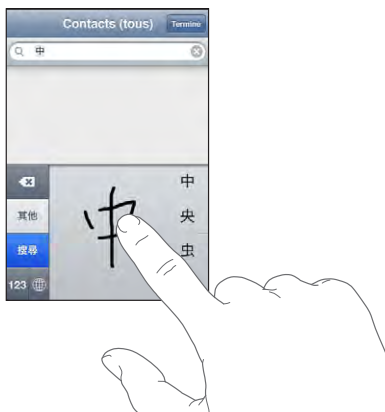 Contacts (tous) Terminé
中
中
其他 央
搜尋 虫
123